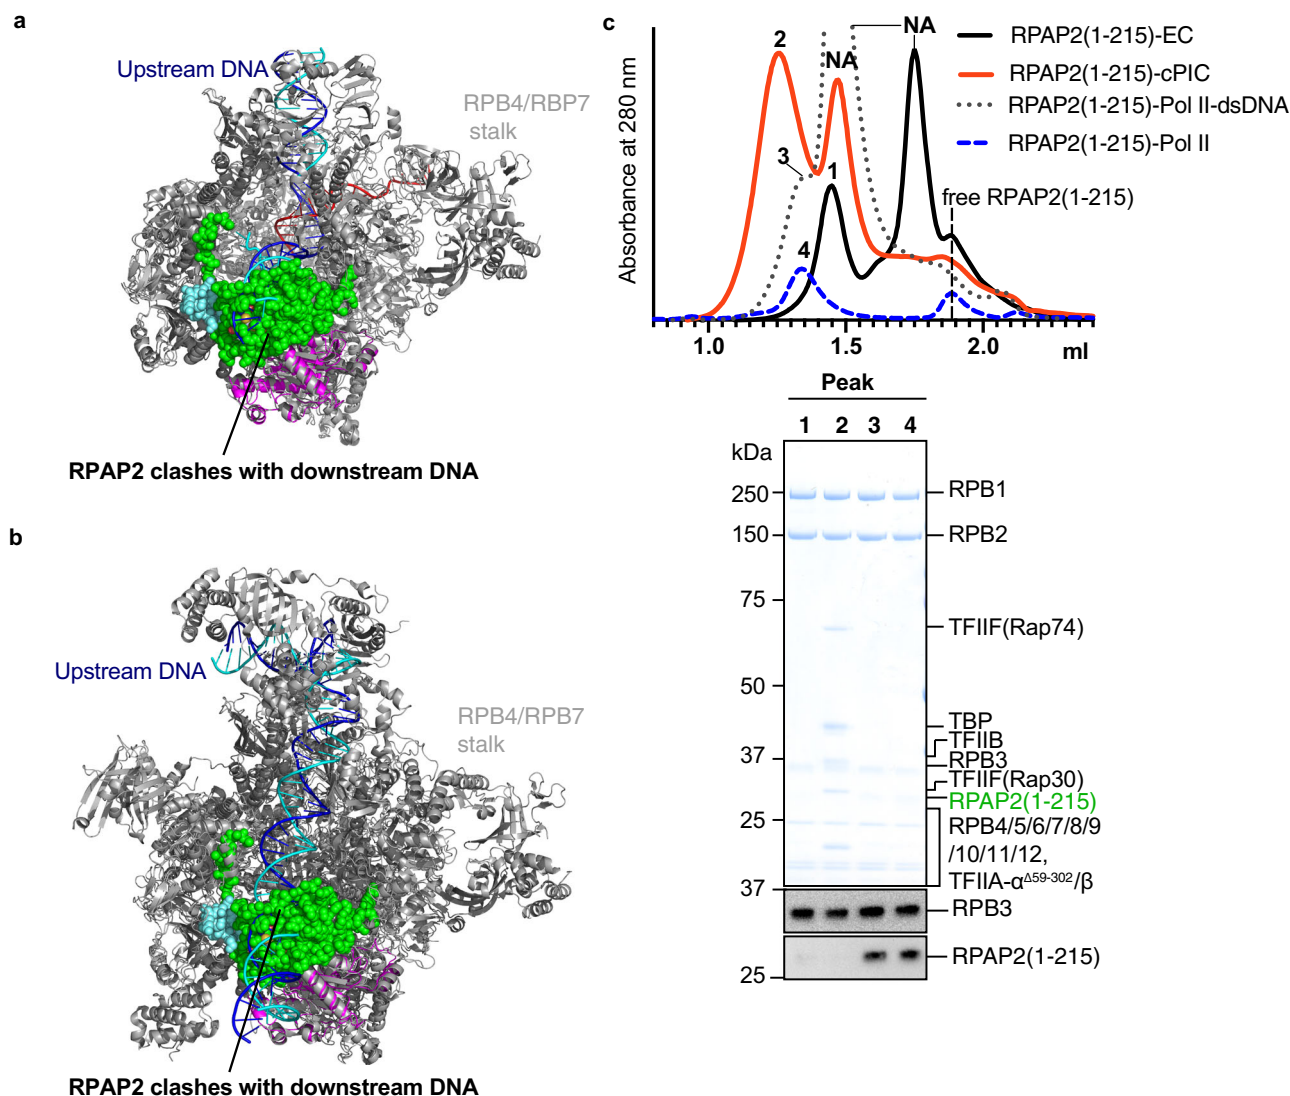 a
Upstream DNA
RPB4/RBP7
stalk
RPAP2 clashes with downstream DNA
b
Upstream DNA
RPB4/RPB7
stalk
RPAP2 clashes with downstream DNA
c
Absorbance at 280 nm
2
NA
NA
3
1
4
RPAP2(1-215)-EC
RPAP2(1-215)-cPIC
RPAP2(1-215)-Pol II-dsDNA
RPAP2(1-215)-Pol II
free RPAP2(1-215)
1.0 1.5 2.0 ml
Peak
1 2 3 4
kDa
250
150
75
50
37
25
37
25
RPB1
RPB2
TFIIF(Rap74)
TBP
TFIIB
RPB3
TFIIF(Rap30)
RPAP2(1-215)
RPB4/5/6/7/8/9
/10/11/12,
TFIIA-α^Δ59-302/β
RPB3
RPAP2(1-215)